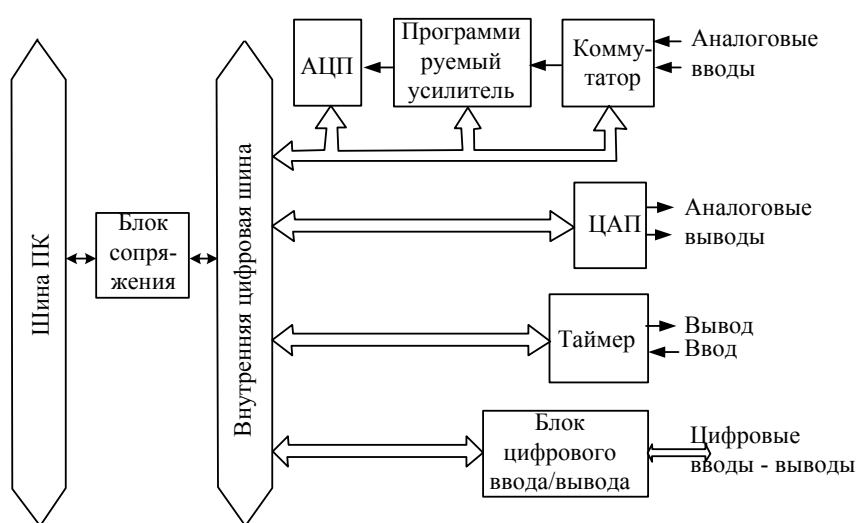 Шина ПК
Блок
сопря-
жения
Внутренняя цифровая шина
АЦП
Программи
руемый
усилитель
Комму-
татор
Аналоговые
вводы
ЦАП
Аналоговые
выводы
Таймер
Вывод
Ввод
Блок
цифрового
ввода/вывода
Цифровые
вводы - выводы